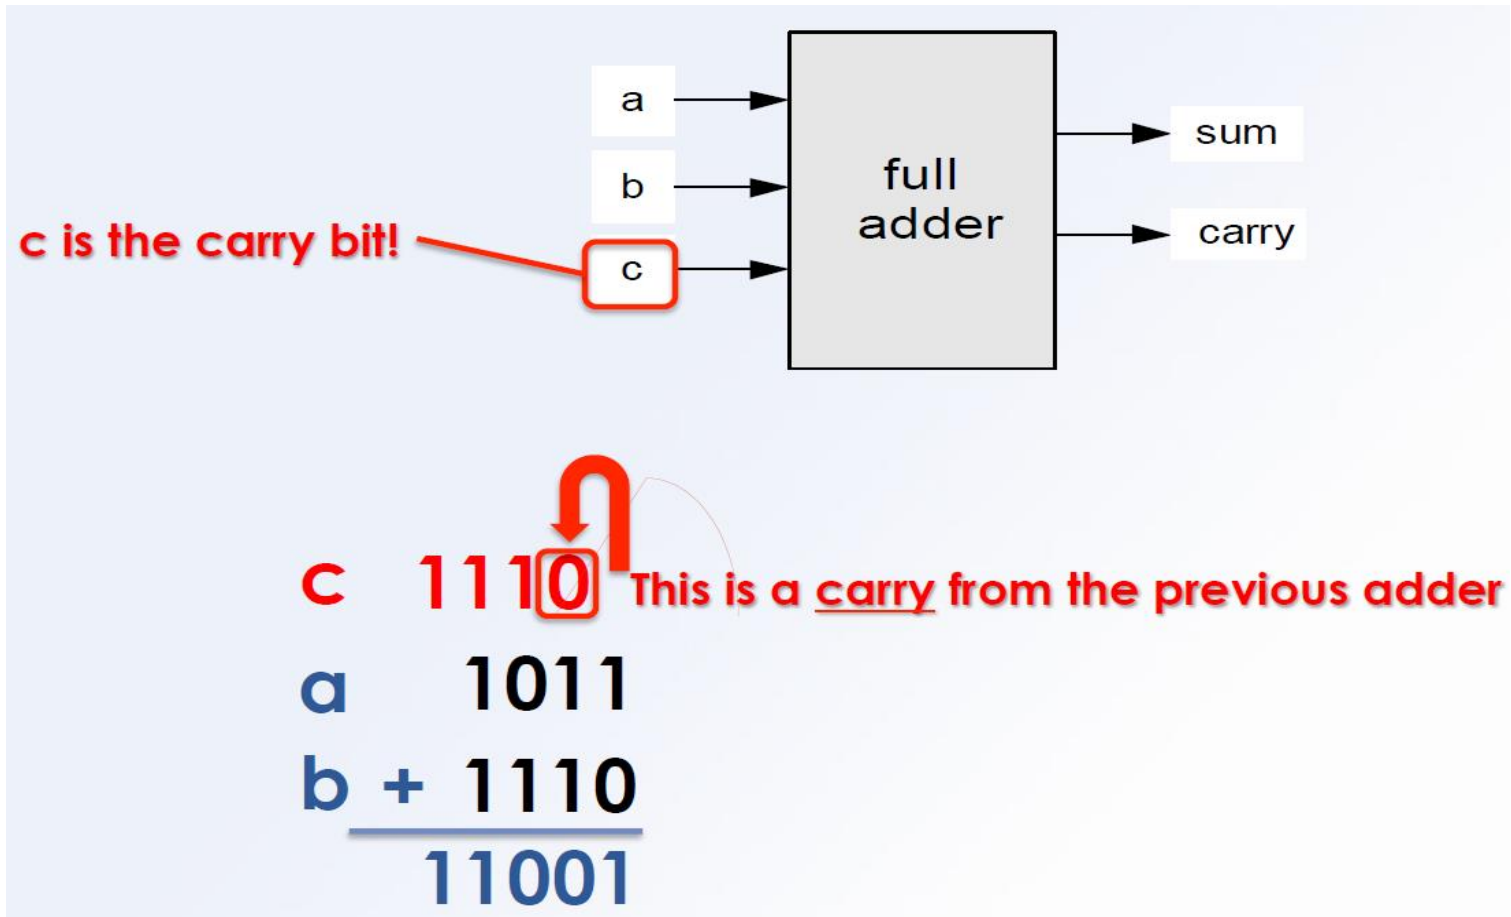 a
b
c is the carry bit!
c
full
adder
sum
carry
c 1110 This is a carry from the previous adder
a 1011
b + 1110
11001